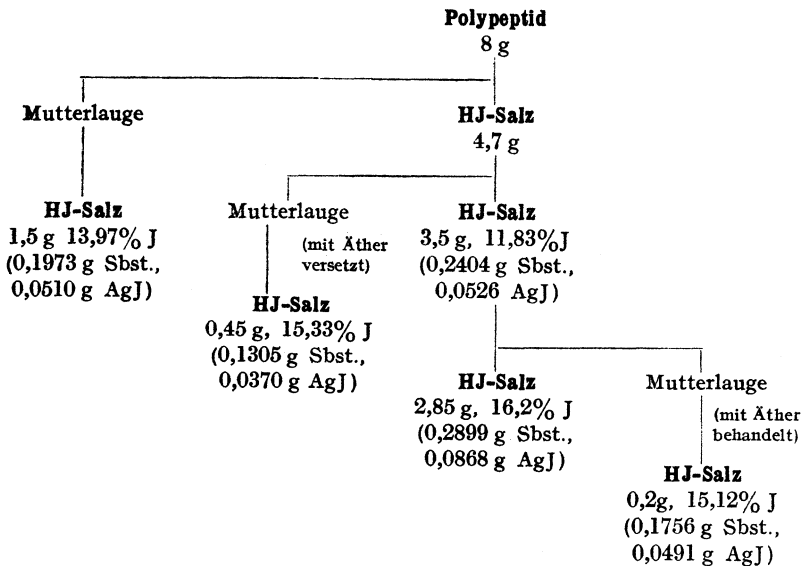 Polypeptid
8 g
Mutterlauge
HJ-Salz
4,7 g
HJ-Salz
1,5 g 13,97% J
(0,1973 g Sbst.,
0,0510 g AgJ)
Mutterlauge
(mit Äther
versetzt)
HJ-Salz
0,45 g, 15,33% J
(0,1305 g Sbst.,
0,0370 g AgJ)
HJ-Salz
3,5 g, 11,83% J
(0,2404 g Sbst.,
0,0526 AgJ)
HJ-Salz
2,85 g, 16,2% J
(0,2899 g Sbst.,
0,0868 g AgJ)
Mutterlauge
(mit Äther
behandelt)
HJ-Salz
0,2g, 15,12% J
(0,1756 g Sbst.,
0,0491 g AgJ)